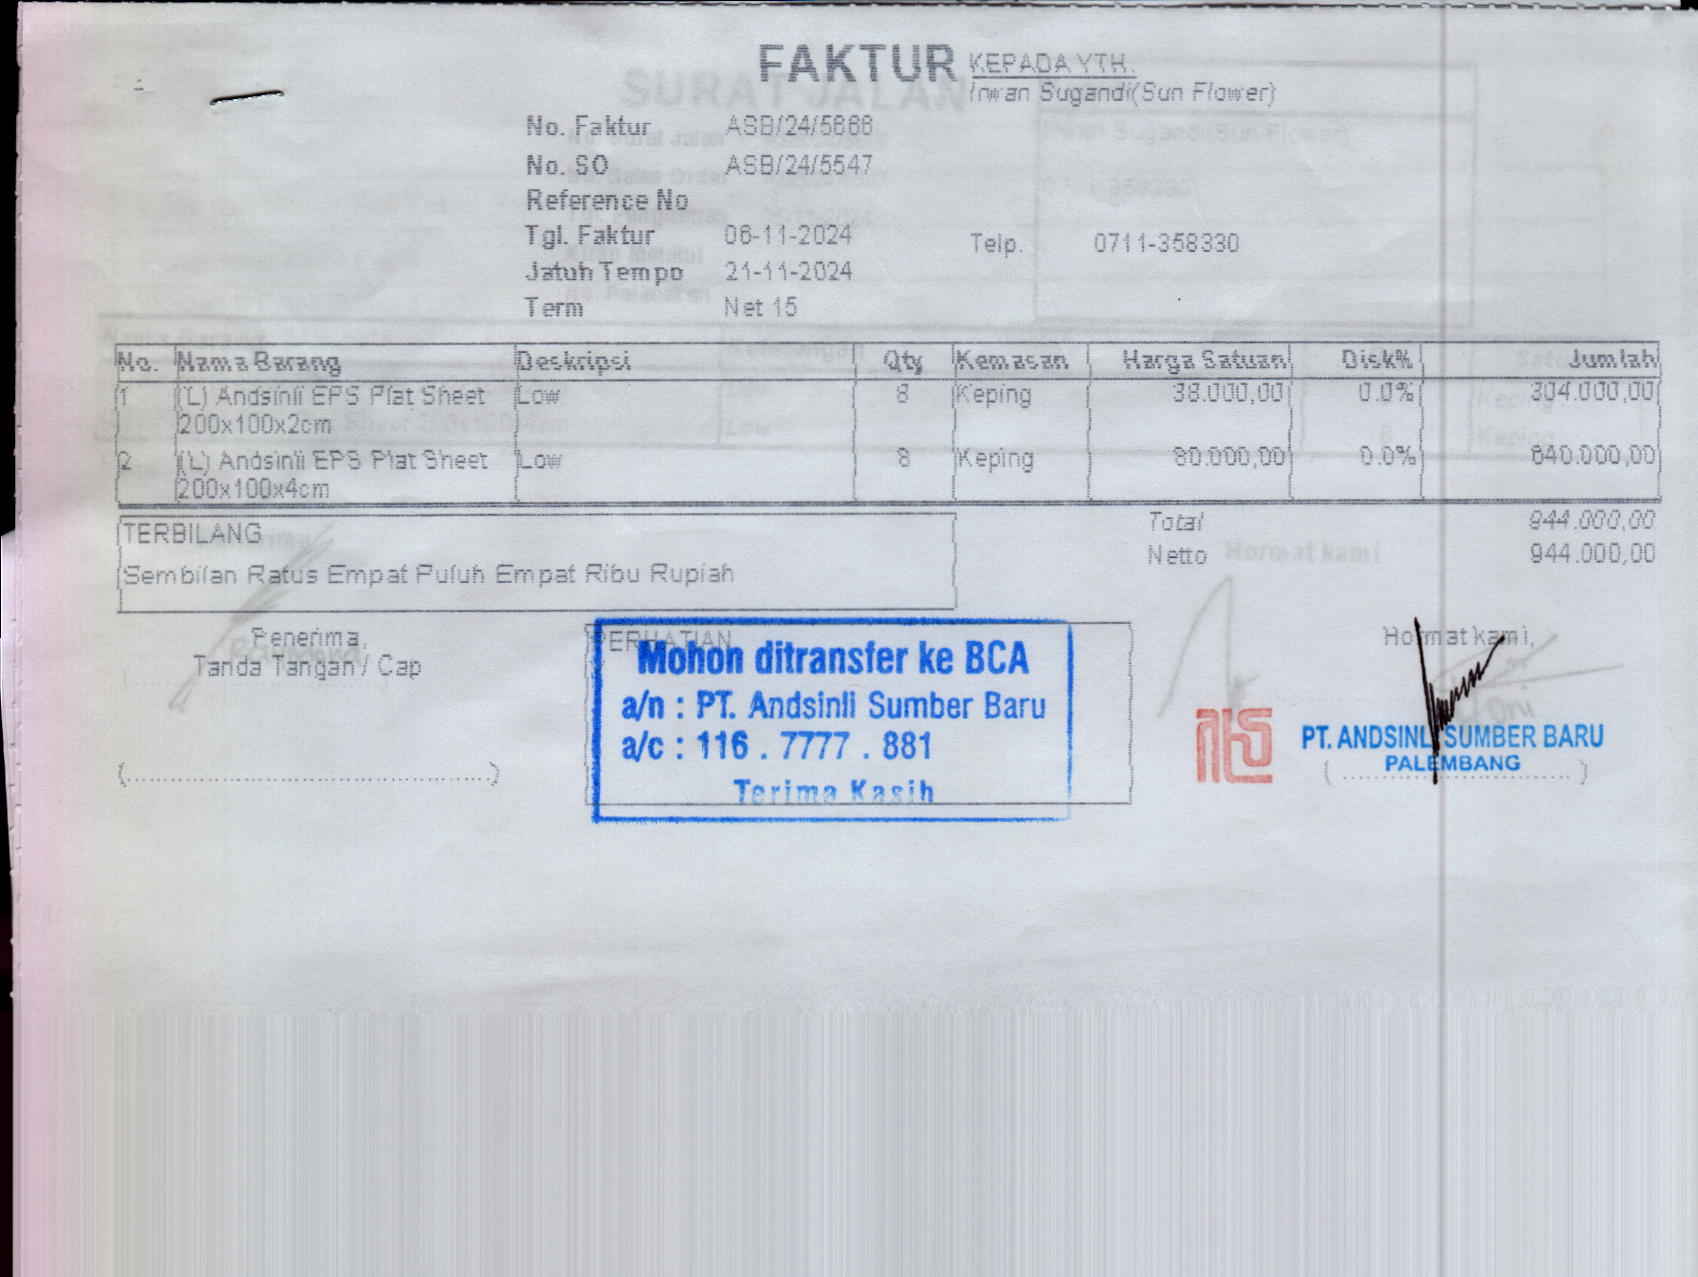 FAKTUR
KEPADA YTH.
Irwan Sugandi(Sun Flower)
No. Faktur ASB/24/5688
No. SO ASB/24/5547
Reference No
Tgl. Faktur 06-11-2024
Telp. 0711-358330
Jatuh Tempo 21-11-2024
Term Net 15
No. Nama Barang Deskripsi Qty Kemasan Harga Satuan Disk% Jumlah
1 (L) Andsinli EPS Plat Sheet Low 8 Keping 38.000,00 0.0% 304.000,00
200x100x2cm
2 (L) Andsinli EPS Plat Sheet Low 8 Keping 80.000,00 0.0% 640.000,00
200x100x4cm
TERBILANG
Sembilan Ratus Empat Puluh Empat Ribu Rupiah
Total 944.000,00
Netto 944.000,00
Penerima,
Tanda Tangan / Cap
(................................................)
PERHATIAN
Mohon ditransfer ke BCA
a/n : PT. Andsinli Sumber Baru
a/c : 116 . 7777 . 881
Terima Kasih
Hormat kami,
PT. ANDSINLI SUMBER BARU
PALEMBANG
(..............................)
SURAT JALAN